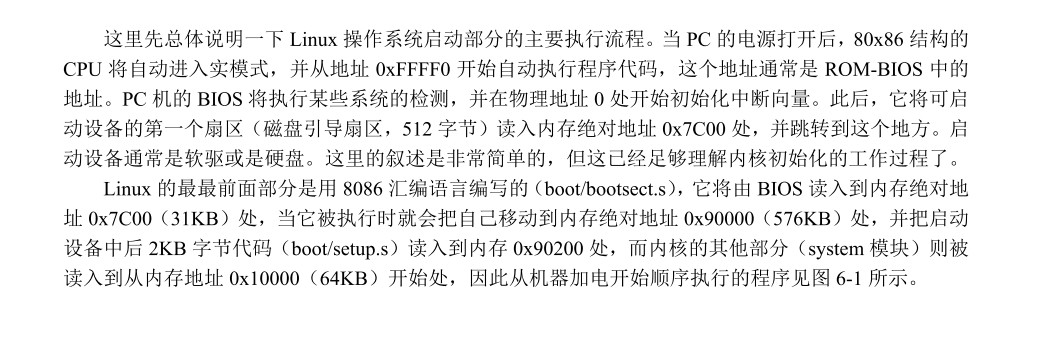 这里先总体说明一下 Linux 操作系统启动部分的主要执行流程。当 PC 的电源打开后，80x86 结构的
CPU 将自动进入实模式，并从地址 0xFFFF0 开始自动执行程序代码，这个地址通常是 ROM-BIOS 中的
地址。PC 机的 BIOS 将执行某些系统的检测，并在物理地址 0 处开始初始化中断向量。此后，它将可启
动设备的第一个扇区（磁盘引导扇区，512 字节）读入内存绝对地址 0x7C00 处，并跳转到这个地方。启
动设备通常是软驱或是硬盘。这里的叙述是非常简单的，但这已经足够理解内核初始化的工作过程了。
Linux 的最最前面部分是用 8086 汇编语言编写的（boot/bootsect.s），它将由 BIOS 读入到内存绝对地
址 0x7C00（31KB）处，当它被执行时就会把自己移动到内存绝对地址 0x90000（576KB）处，并把启动
设备中后 2KB 字节代码（boot/setup.s）读入到内存 0x90200 处，而内核的其他部分（system 模块）则被
读入到从内存地址 0x10000（64KB）开始处，因此从机器加电开始顺序执行的程序见图 6-1 所示。